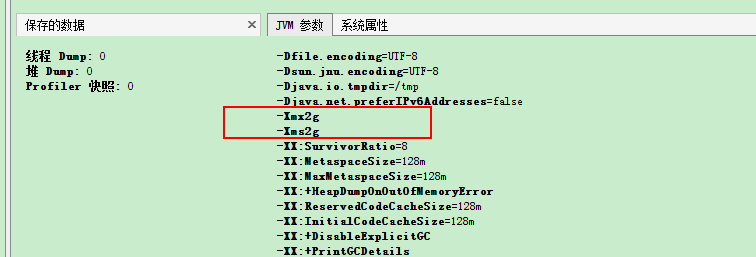 保存的数据
JVM 参数
系统属性
线程 Dump: 0
堆 Dump: 0
Profiler 快照: 0
-Dfile.encoding=UTF-8
-Dsun.jnu.encoding=UTF-8
-Djava.io.tmpdir=/tmp
-Djava.net.preferIPv6Addresses=false
-Xmx2g
-Xms2g
-XX:SurvivorRatio=8
-XX:MetaspaceSize=128m
-XX:MaxMetaspaceSize=128m
-XX:+HeapDumpOnOutOfMemoryError
-XX:ReservedCodeCacheSize=128m
-XX:InitialCodeCacheSize=128m
-XX:+DisableExplicitGC
-XX:+PrintGCDetails